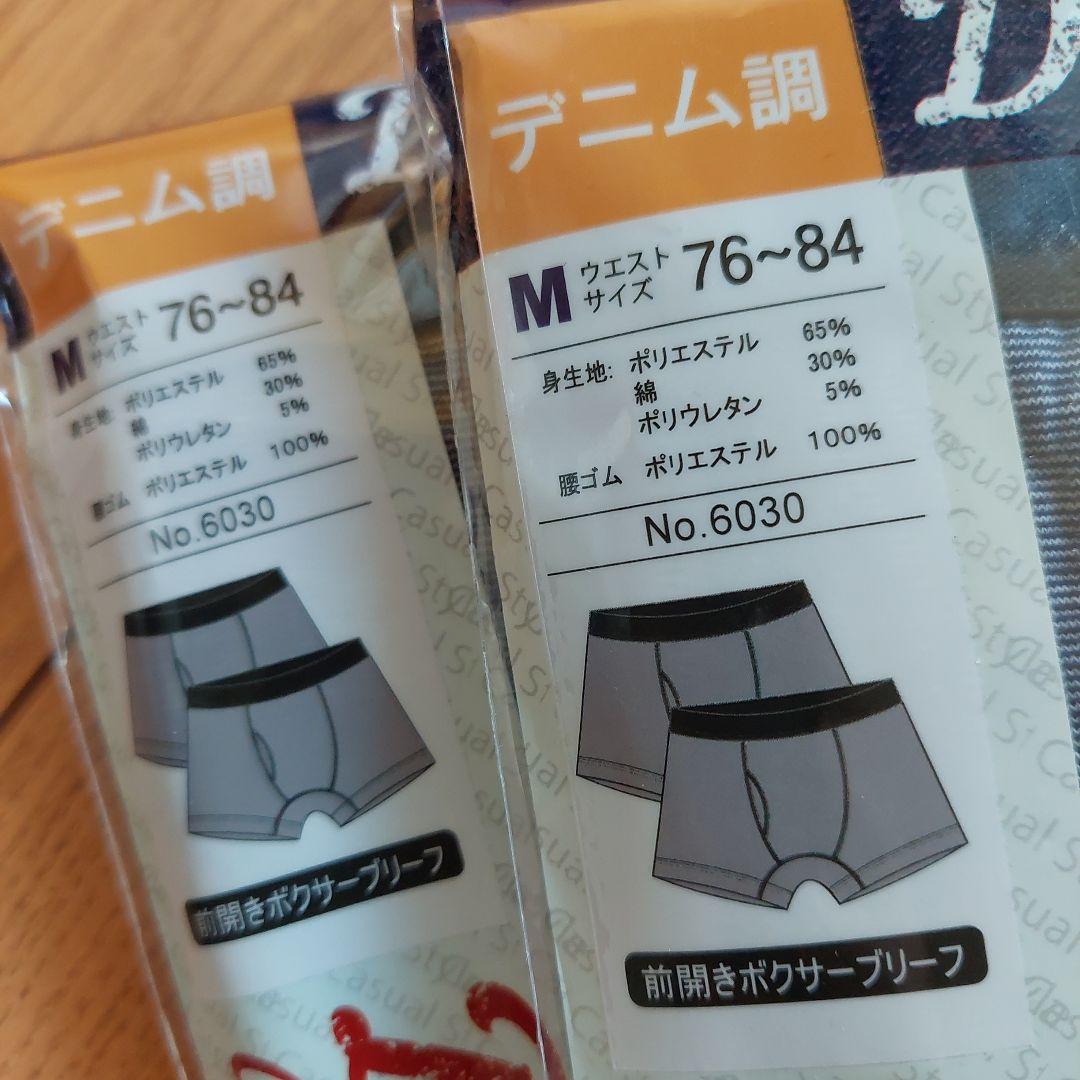 デニム調
M ウエストサイズ 76~84
身生地: ポリエステル 65%
綿 30%
ポリウレタン 5%
腰ゴム ポリエステル 100%
No.6030
前開きボクサーブリーフ
デニム調
M ウエストサイズ 76~84
身生地: ポリエステル 65%
綿 30%
ポリウレタン 5%
腰ゴム ポリエステル 100%
No.6030
前開きボクサーブリーフ
D
Casual Style